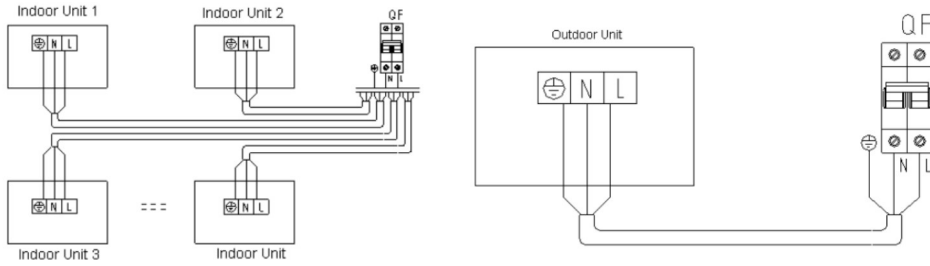 Indoor Unit 1
Indoor Unit 2
QF
N L
N L
N L
Indoor Unit 3
N L
===
N L
Indoor Unit
Outdoor Unit
N L
QF
N L